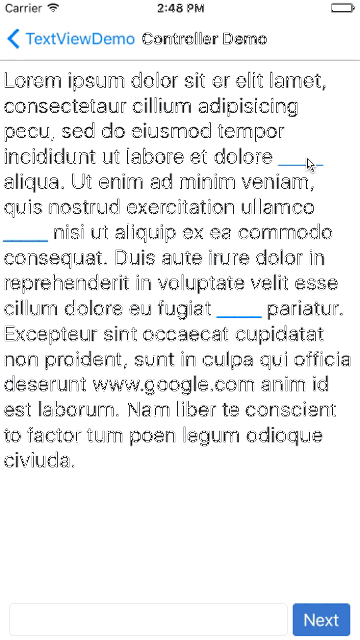 Carrier 2:48 PM
TextViewDemo Controller Demo
Lorem ipsum dolor sit er elit lamet,
consectetaur cillium adipisicing
pecu, sed do eiusmod tempor
incididunt ut labore et dolore ____
aliqua. Ut enim ad minim veniam,
quis nostrud exercitation ullamco
____ nisi ut aliquip ex ea commodo
consequat. Duis aute irure dolor in
reprehenderit in voluptate velit esse
cillum dolore eu fugiat ____ pariatur.
Excepteur sint occaecat cupidatat
non proident, sunt in culpa qui officia
deserunt www.google.com anim id
est laborum. Nam liber te conscient
to factor tum poen legum odioque
civiuda.
Next